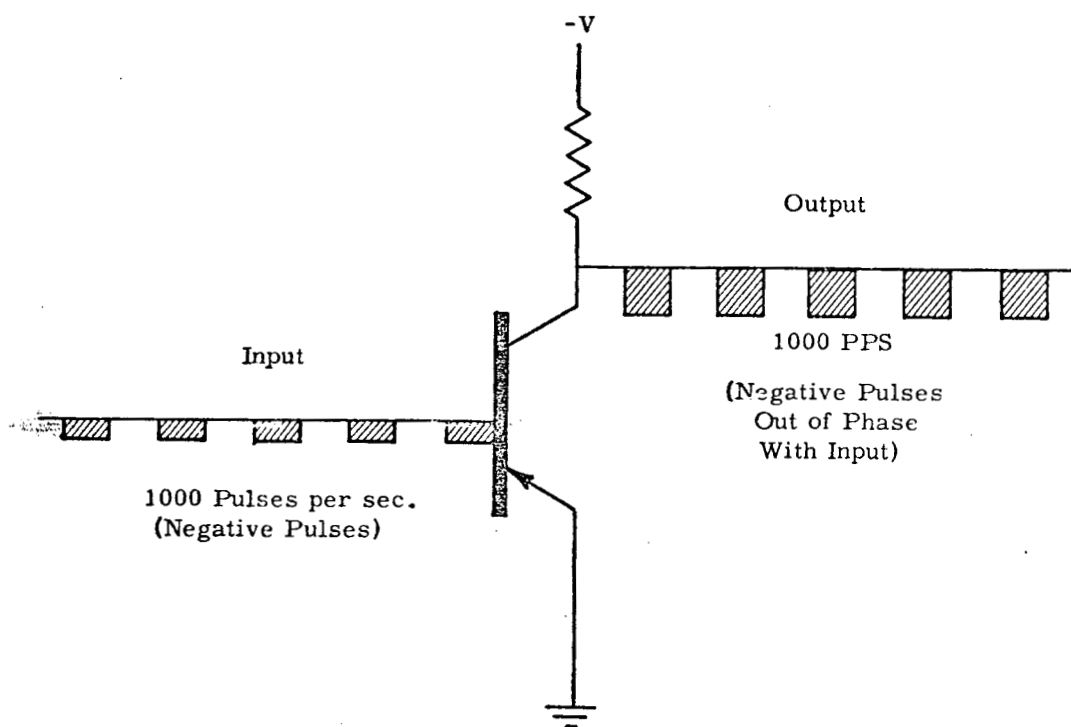 -V
Output
Input
1000 PPS
(Negative Pulses
Out of Phase
With Input)
1000 Pulses per sec.
(Negative Pulses)